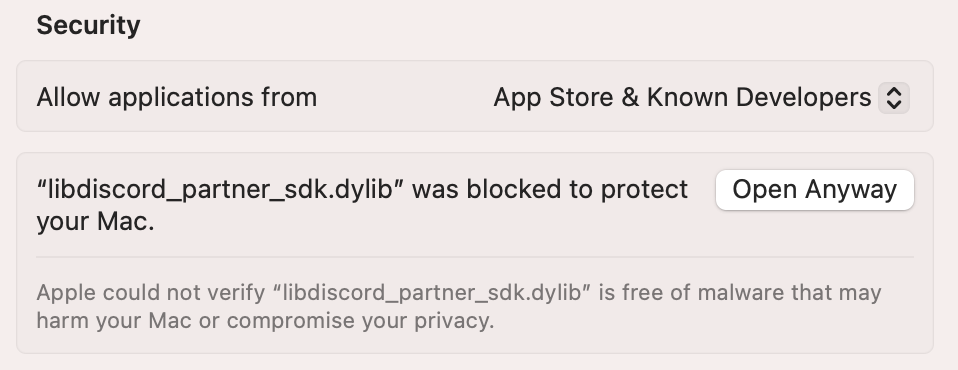 Security
Allow applications from App Store & Known Developers
“libdiscord_partner_sdk.dylib” was blocked to protect
your Mac.
Open Anyway
Apple could not verify “libdiscord_partner_sdk.dylib” is free of malware that may
harm your Mac or compromise your privacy.